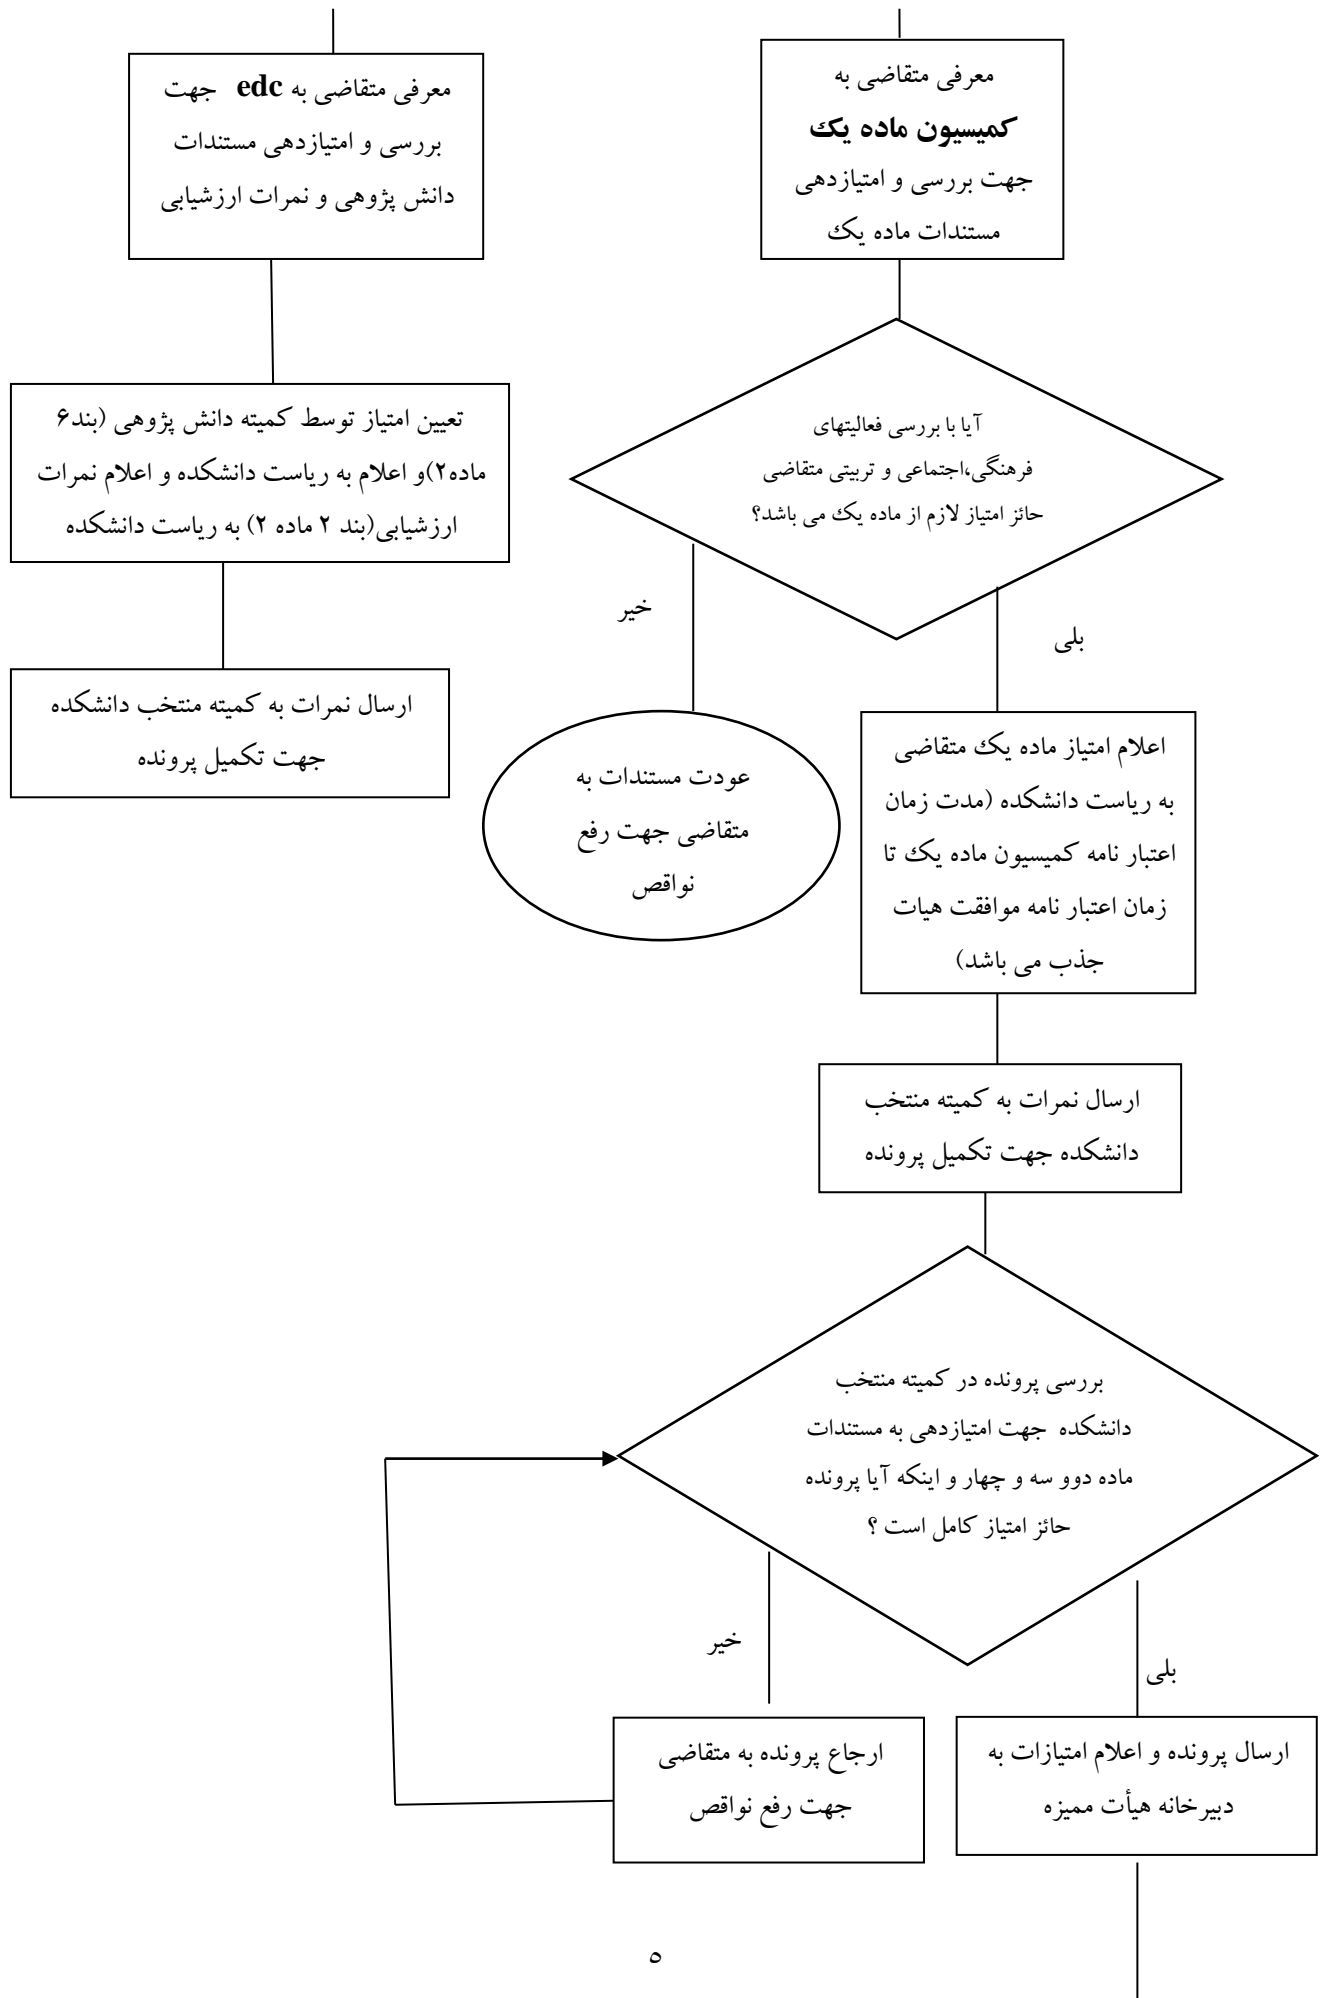 معرفی متقاضی به
کمیسیون ماده یک
جهت بررسی و امتیازدهی
مستندات ماده یک
معرفی متقاضی به edc جهت
بررسی و امتیازدهی مستندات
دانش پژوهی و نمرات ارزشیابی
آیا با بررسی فعالیتهای
فرهنگی،اجتماعی و تربیتی متقاضی
حائز امتیاز لازم از ماده یک می باشد؟
تعیین امتیاز توسط کمیته دانش پژوهی (بند۶
ماده۲)و اعلام به ریاست دانشکده و اعلام نمرات
ارزشیابی(بند ۲ ماده ۲) به ریاست دانشکده
خیر
بلی
ارسال نمرات به کمیته منتخب دانشکده
جهت تکمیل پرونده
اعلام امتیاز ماده یک متقاضی
به ریاست دانشکده (مدت زمان
اعتبار نامه کمیسیون ماده یک تا
زمان اعتبار نامه موافقت هیات
جذب می باشد)
عودت مستندات به
متقاضی جهت رفع
نواقص
ارسال نمرات به کمیته منتخب
دانشکده جهت تکمیل پرونده
بررسی پرونده در کمیته منتخب
دانشکده جهت امتیازدهی به مستندات
ماده دوو سه و چهار و اینکه آیا پرونده
حائز امتیاز کامل است ؟
خیر
بلی
ارسال پرونده و اعلام امتیازات به
دبیرخانه هیأت ممیزه
ارجاع پرونده به متقاضی
جهت رفع نواقص
٥